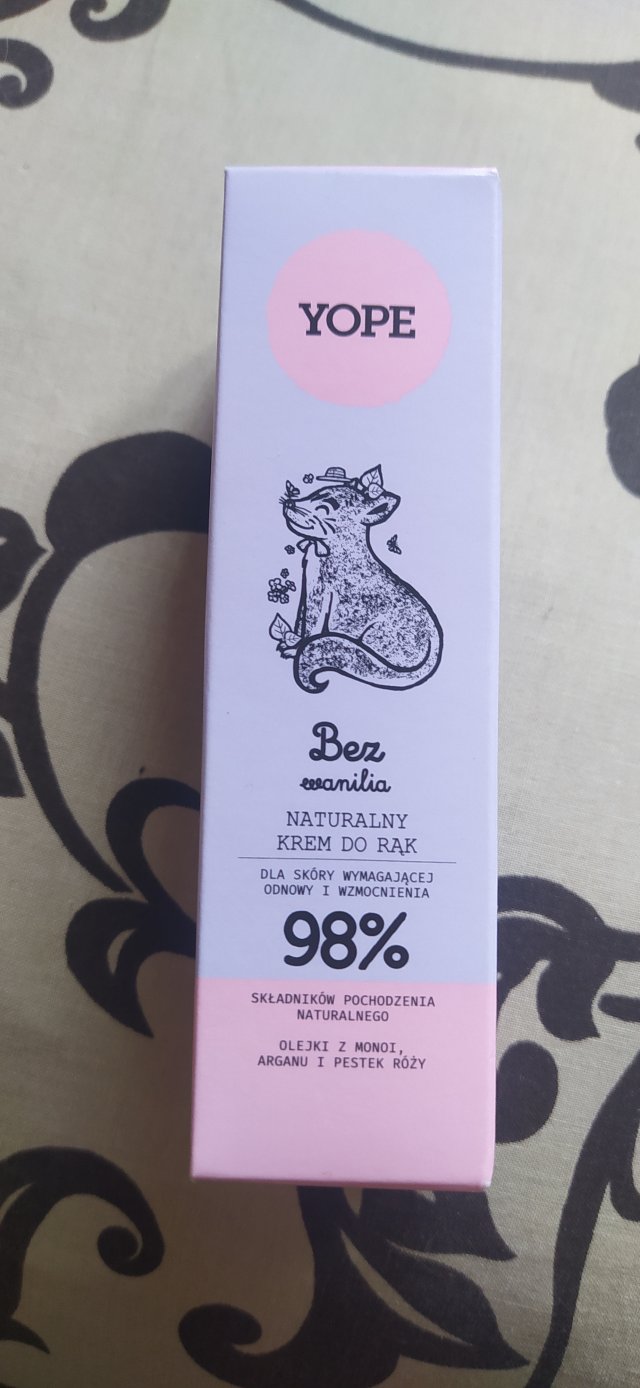 YOPE
Bez
wanilia
NATURALNY
KREM DO RĄK
DLA SKÓRY WYMAGAJĄCEJ
ODNOWY I WZMOCNIENIA
98%
SKŁADNIKÓW POCHODZENIA
NATURALNEGO
OLEJKI Z MONOI,
ARGANU I PESTEK RÓŻY